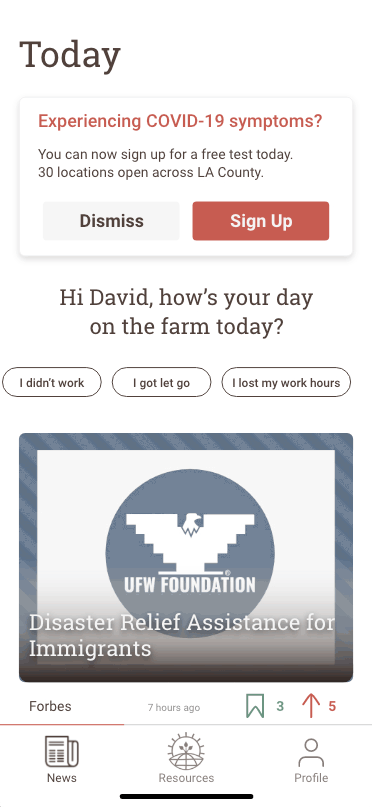 Today
Experiencing COVID-19 symptoms?
You can now sign up for a free test today.
30 locations open across LA County.
Dismiss
Sign Up
Hi David, how’s your day
on the farm today?
I didn’t work
I got let go
I lost my work hours
UFW FOUNDATION
©
Disaster Relief Assistance for
Immigrants
Forbes
7 hours ago
3
5
News
Resources
Profile